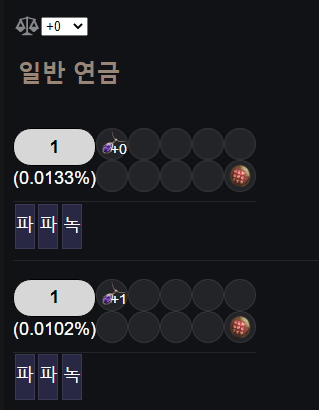 +0
일반 연금
1 +0
(0.0133%)
파 파 녹
1 +1
(0.0102%)
파 파 녹